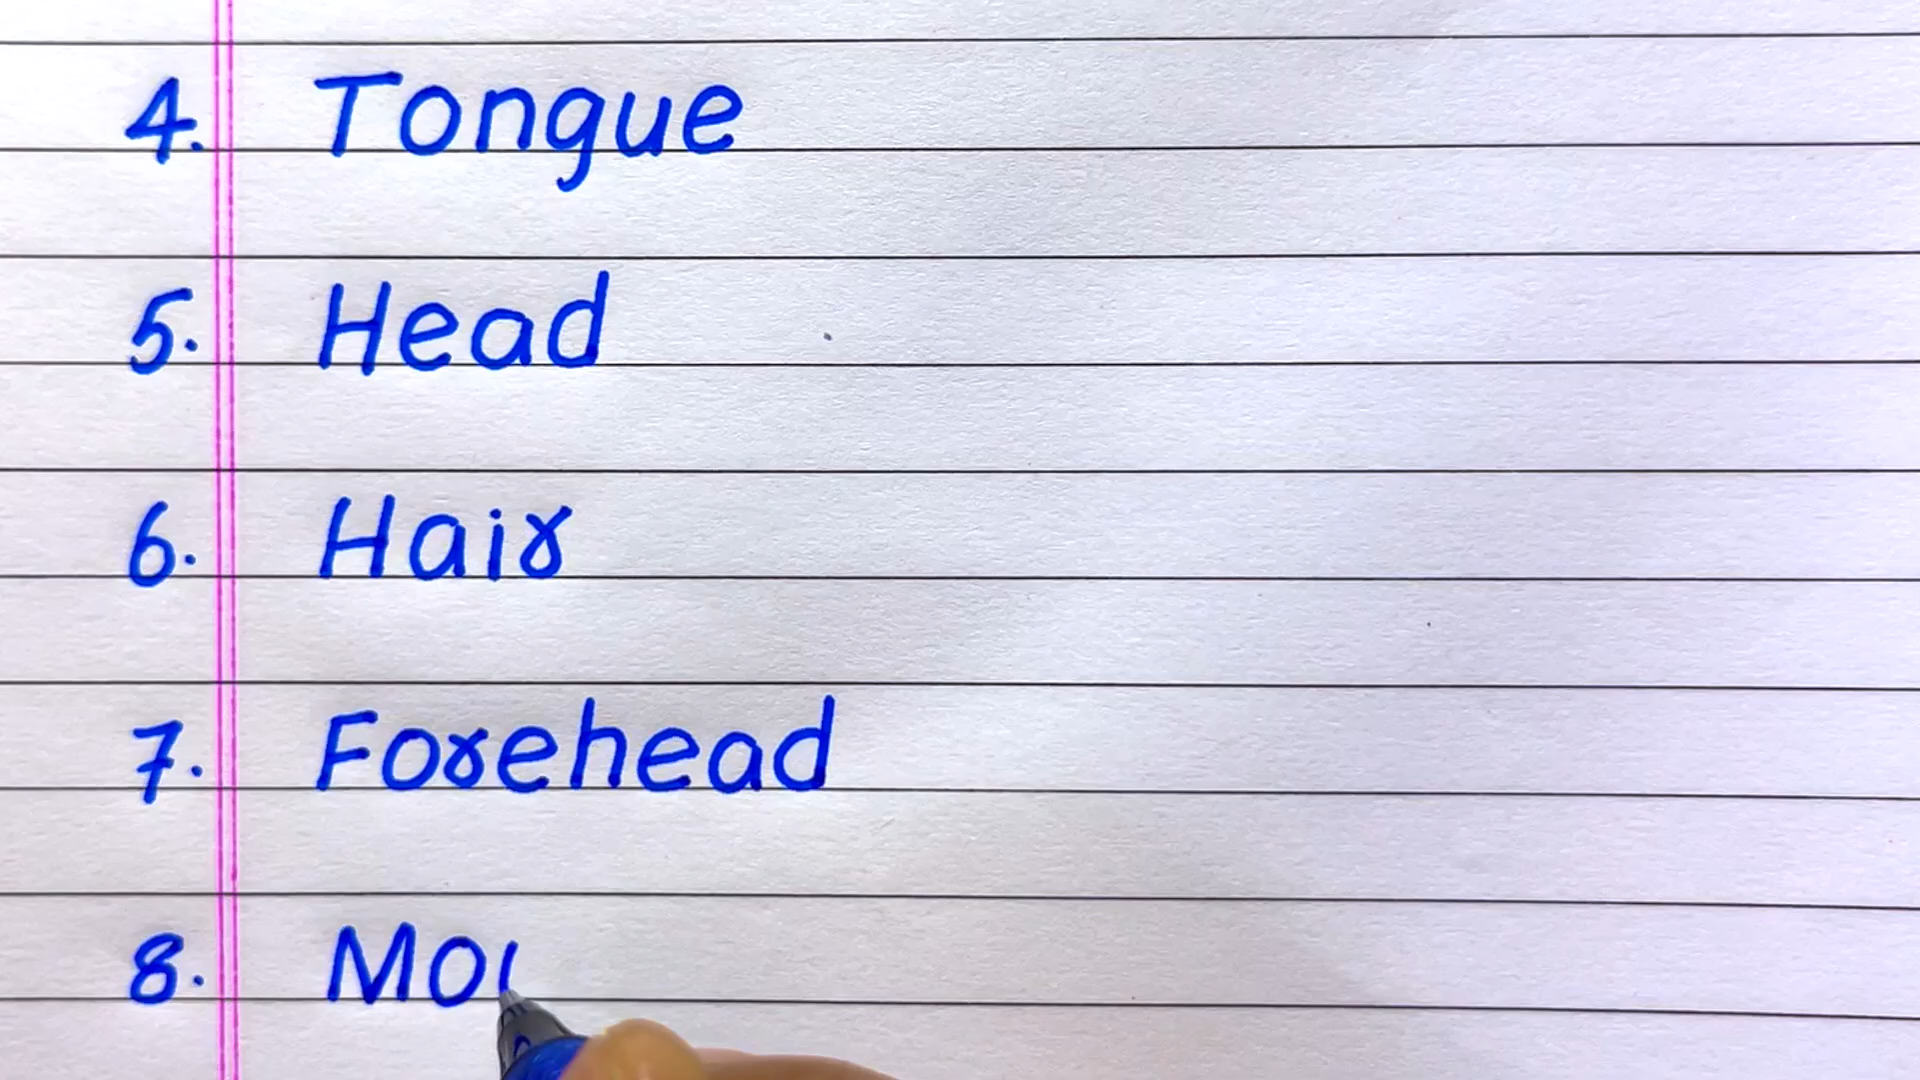 4. Tongue
5. Head
6. Hair
7. Forehead
8. Mo